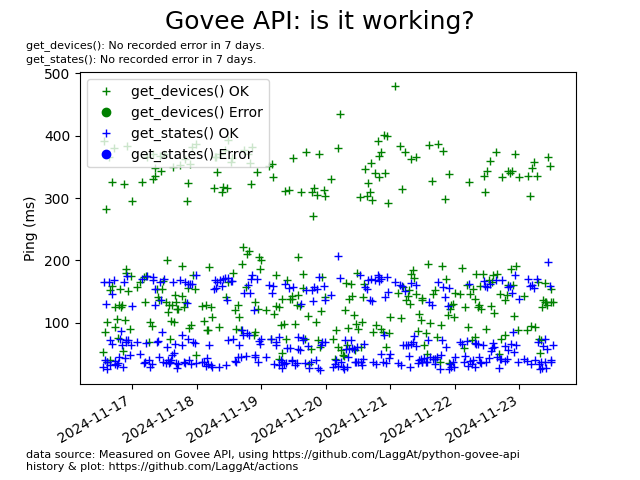 Govee API: is it working?
get_devices(): No recorded error in 7 days.
get_states(): No recorded error in 7 days.
500
400
300
200
100
Ping (ms)
get_devices() OK
get_devices() Error
get_states() OK
get_states() Error
2024-11-17
2024-11-18
2024-11-19
2024-11-20
2024-11-21
2024-11-22
2024-11-23
data source: Measured on Govee API, using https://github.com/LaggAt/python-govee-api
history & plot: https://github.com/LaggAt/actions